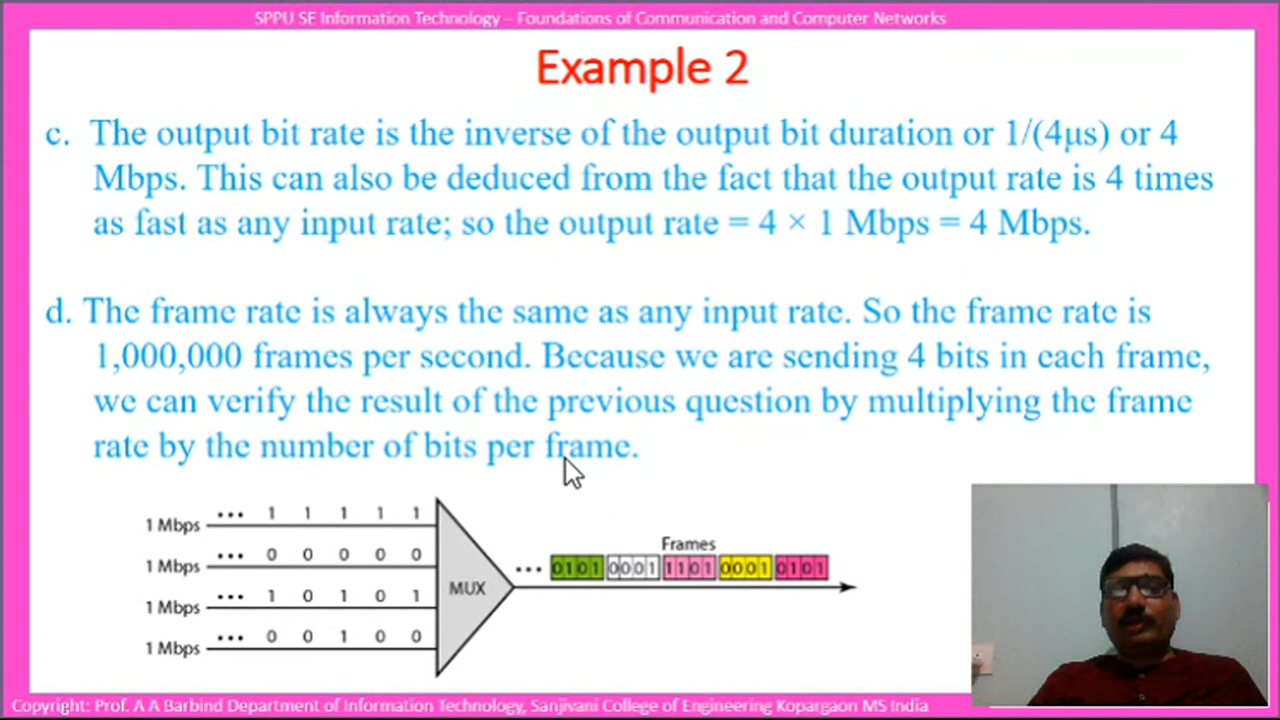 SPPU SE Information Technology – Foundations of Communication and Computer Networks
Example 2
c. The output bit rate is the inverse of the output bit duration or 1/(4μs) or 4
Mbps. This can also be deduced from the fact that the output rate is 4 times
as fast as any input rate; so the output rate = 4 × 1 Mbps = 4 Mbps.
d. The frame rate is always the same as any input rate. So the frame rate is
1,000,000 frames per second. Because we are sending 4 bits in each frame,
we can verify the result of the previous question by multiplying the frame
rate by the number of bits per frame.
1 Mbps ••• 1 1 1 1 1
1 Mbps ••• 0 0 0 0 0
1 Mbps ••• 1 0 1 0 1
1 Mbps ••• 0 0 1 0 0
MUX
Frames
••• 0101 0001 1101 0001 0101
Copyright: Prof. A A Barbind Department of Information Technology, Sanjivani College of Engineering Kopargaon MS India